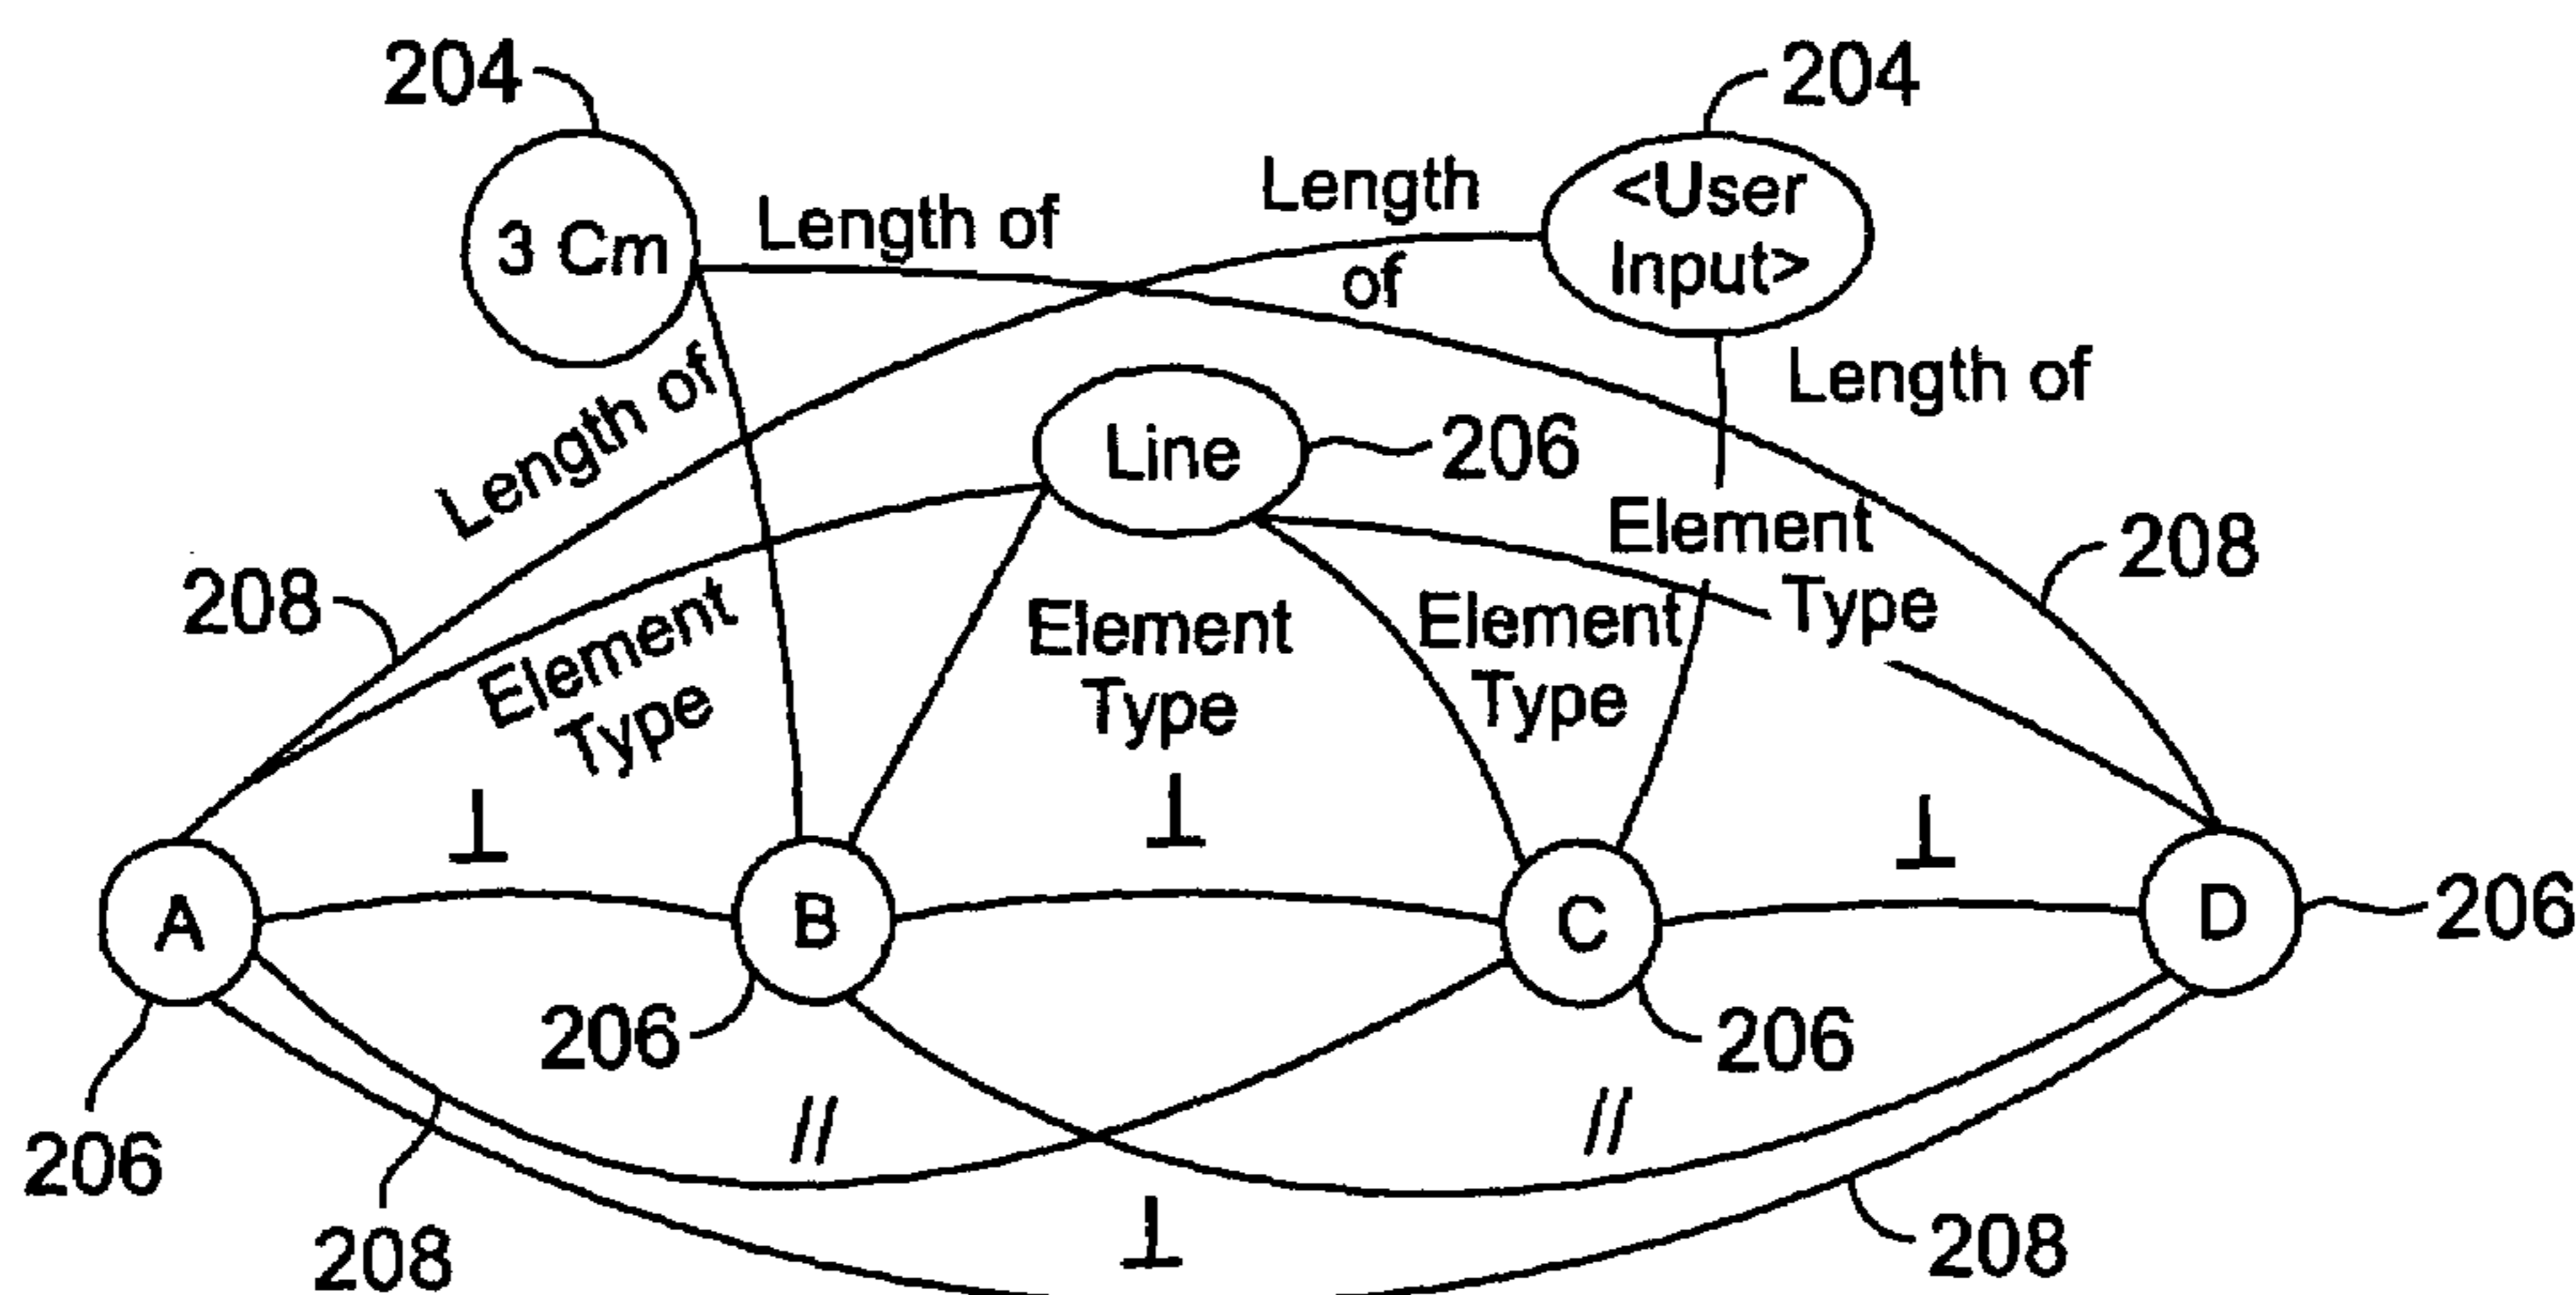 204
204
3 Cm
Length of
Length
of
<User
Input>
Length of
Length of
Line
206
Element
Type
208
208
Element
Type
Element
Type
Element
Type
⊥
⊥
⊥
A
B
C
D
206
206
206
206
//
//
208
⊥
208